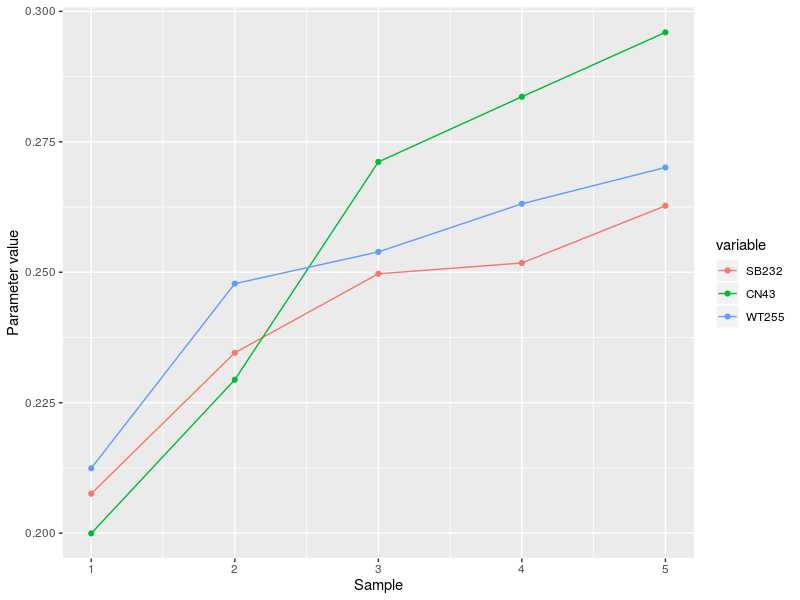 0.300
0.275
0.250
0.225
0.200
Parameter value
1 2 3 4 5
Sample
variable
SB232
CN43
WT255